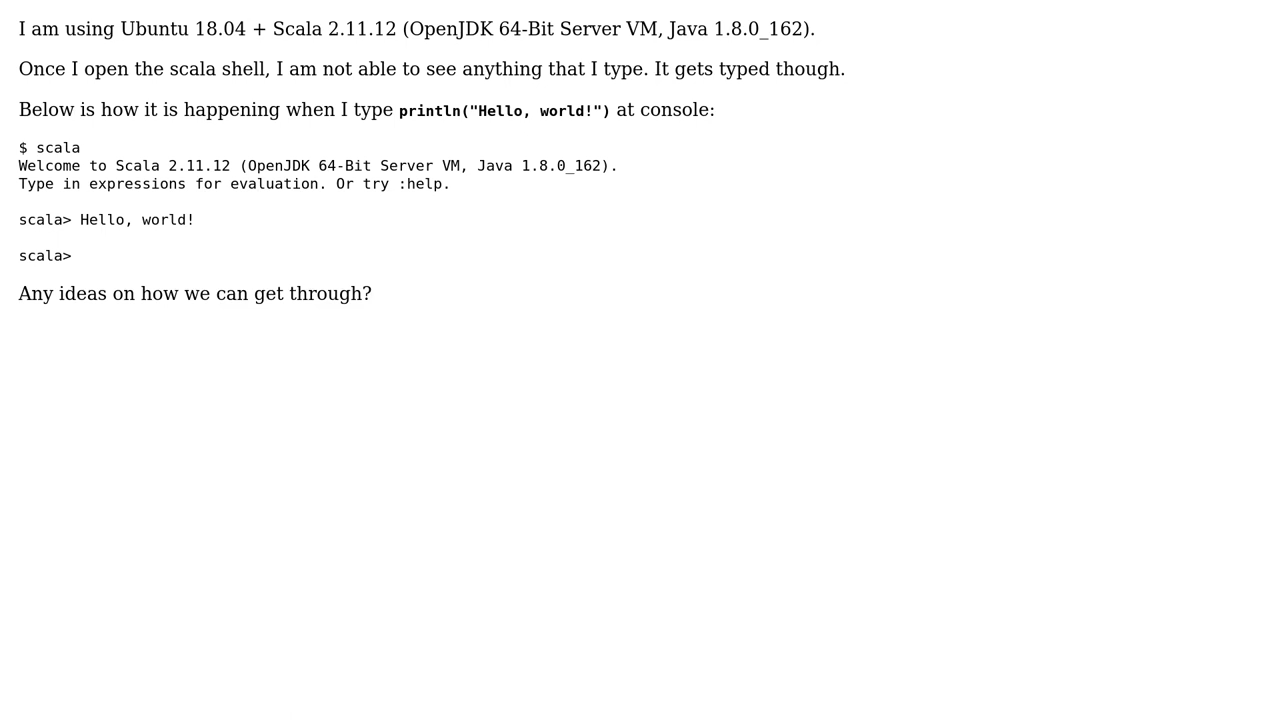 I am using Ubuntu 18.04 + Scala 2.11.12 (OpenJDK 64-Bit Server VM, Java 1.8.0_162).
Once I open the scala shell, I am not able to see anything that I type. It gets typed though.
Below is how it is happening when I type println("Hello, world!") at console:
$ scala
Welcome to Scala 2.11.12 (OpenJDK 64-Bit Server VM, Java 1.8.0_162).
Type in expressions for evaluation. Or try :help.
scala> Hello, world!
scala>
Any ideas on how we can get through?